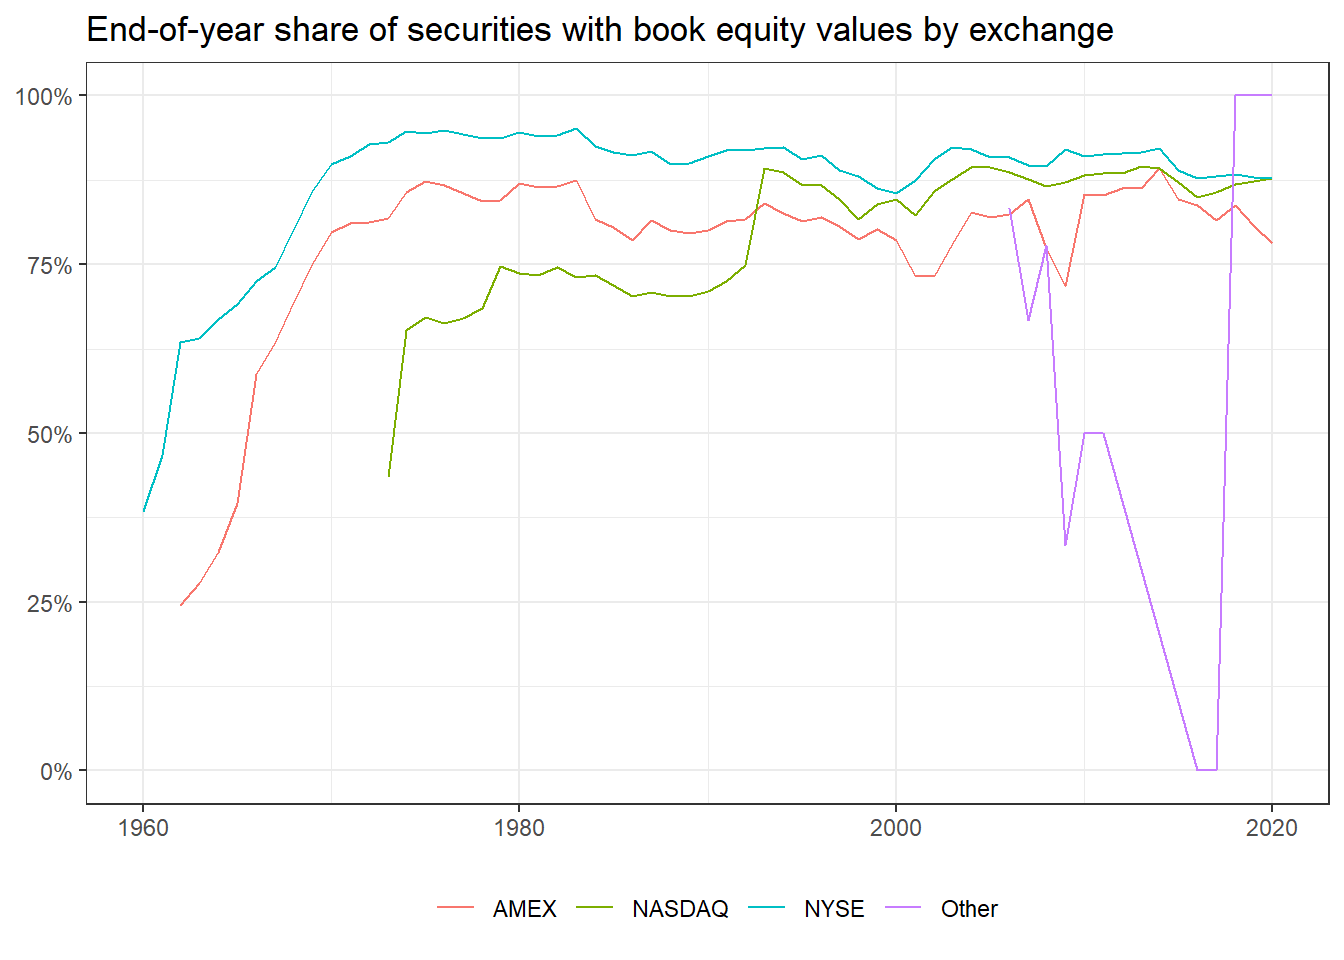 End-of-year share of securities with book equity values by exchange
100%
75%
50%
25%
0%
1960 1980 2000 2020
AMEX NASDAQ NYSE Other